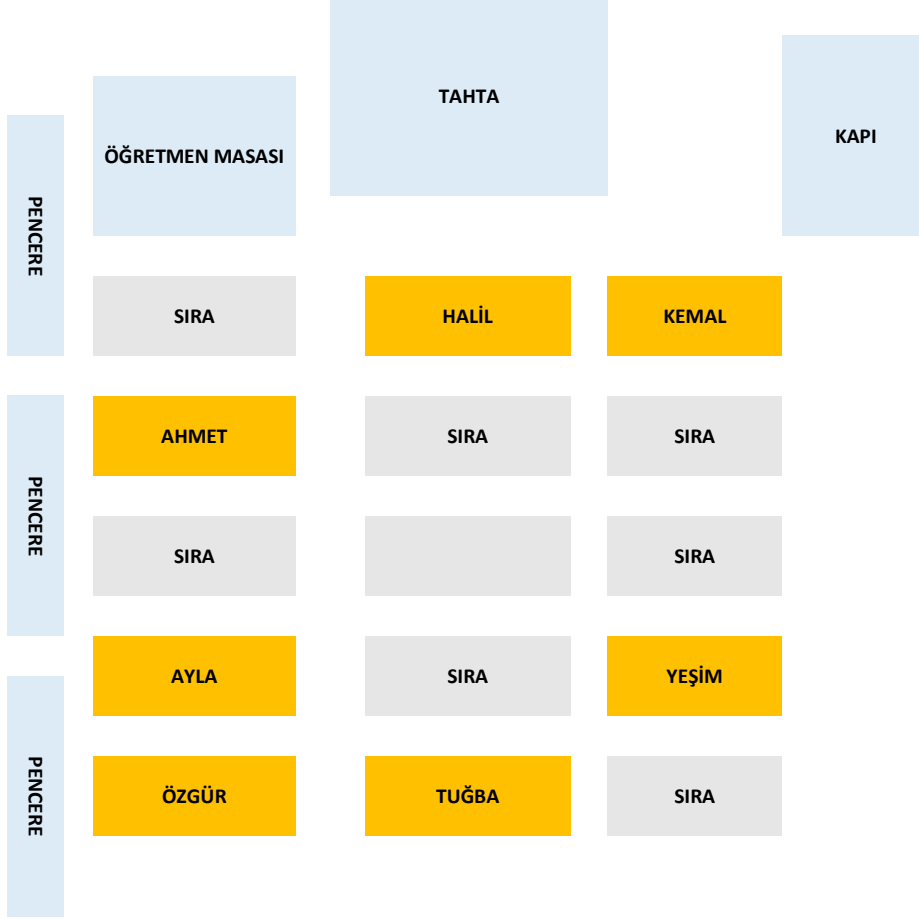 TAHTA
KAPI
ÖĞRETMEN MASASI
PENCERE
SIRA
HALİL
KEMAL
AHMET
SIRA
SIRA
PENCERE
SIRA
SIRA
AYLA
SIRA
YEŞİM
PENCERE
ÖZGÜR
TUĞBA
SIRA